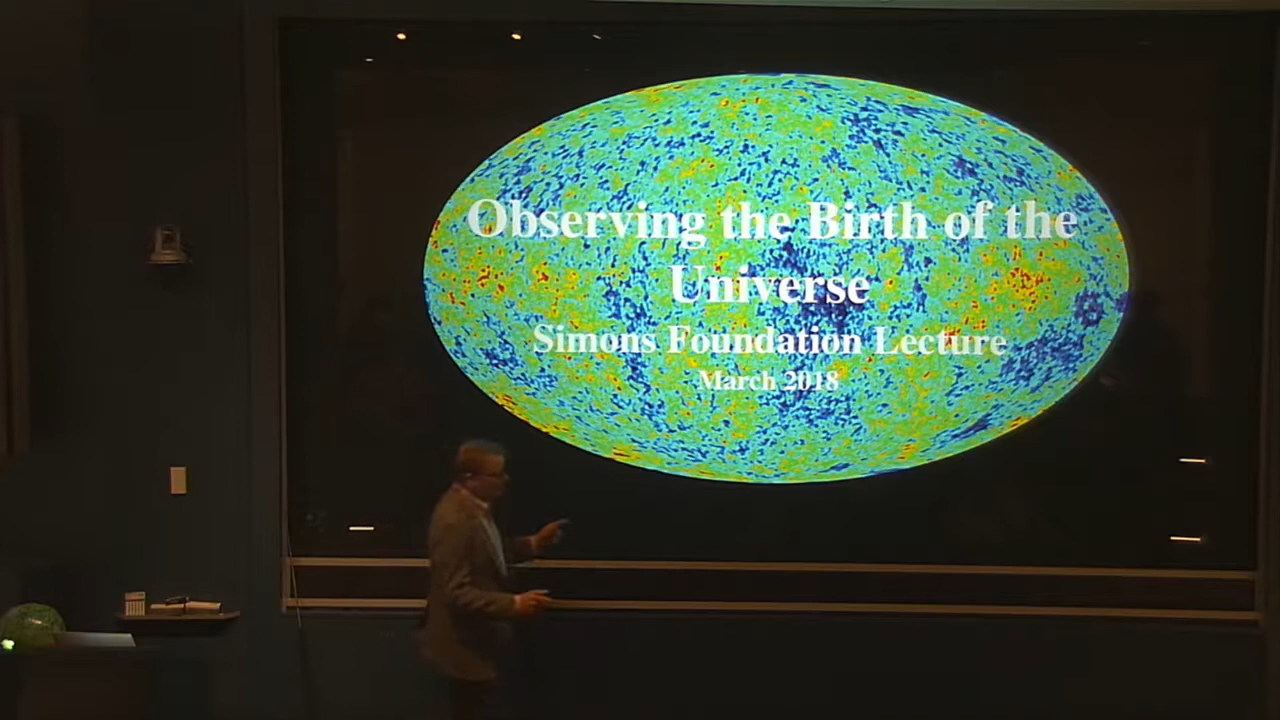 Observing the Birth of the
Universe
Simons Foundation Lecture
March 2018